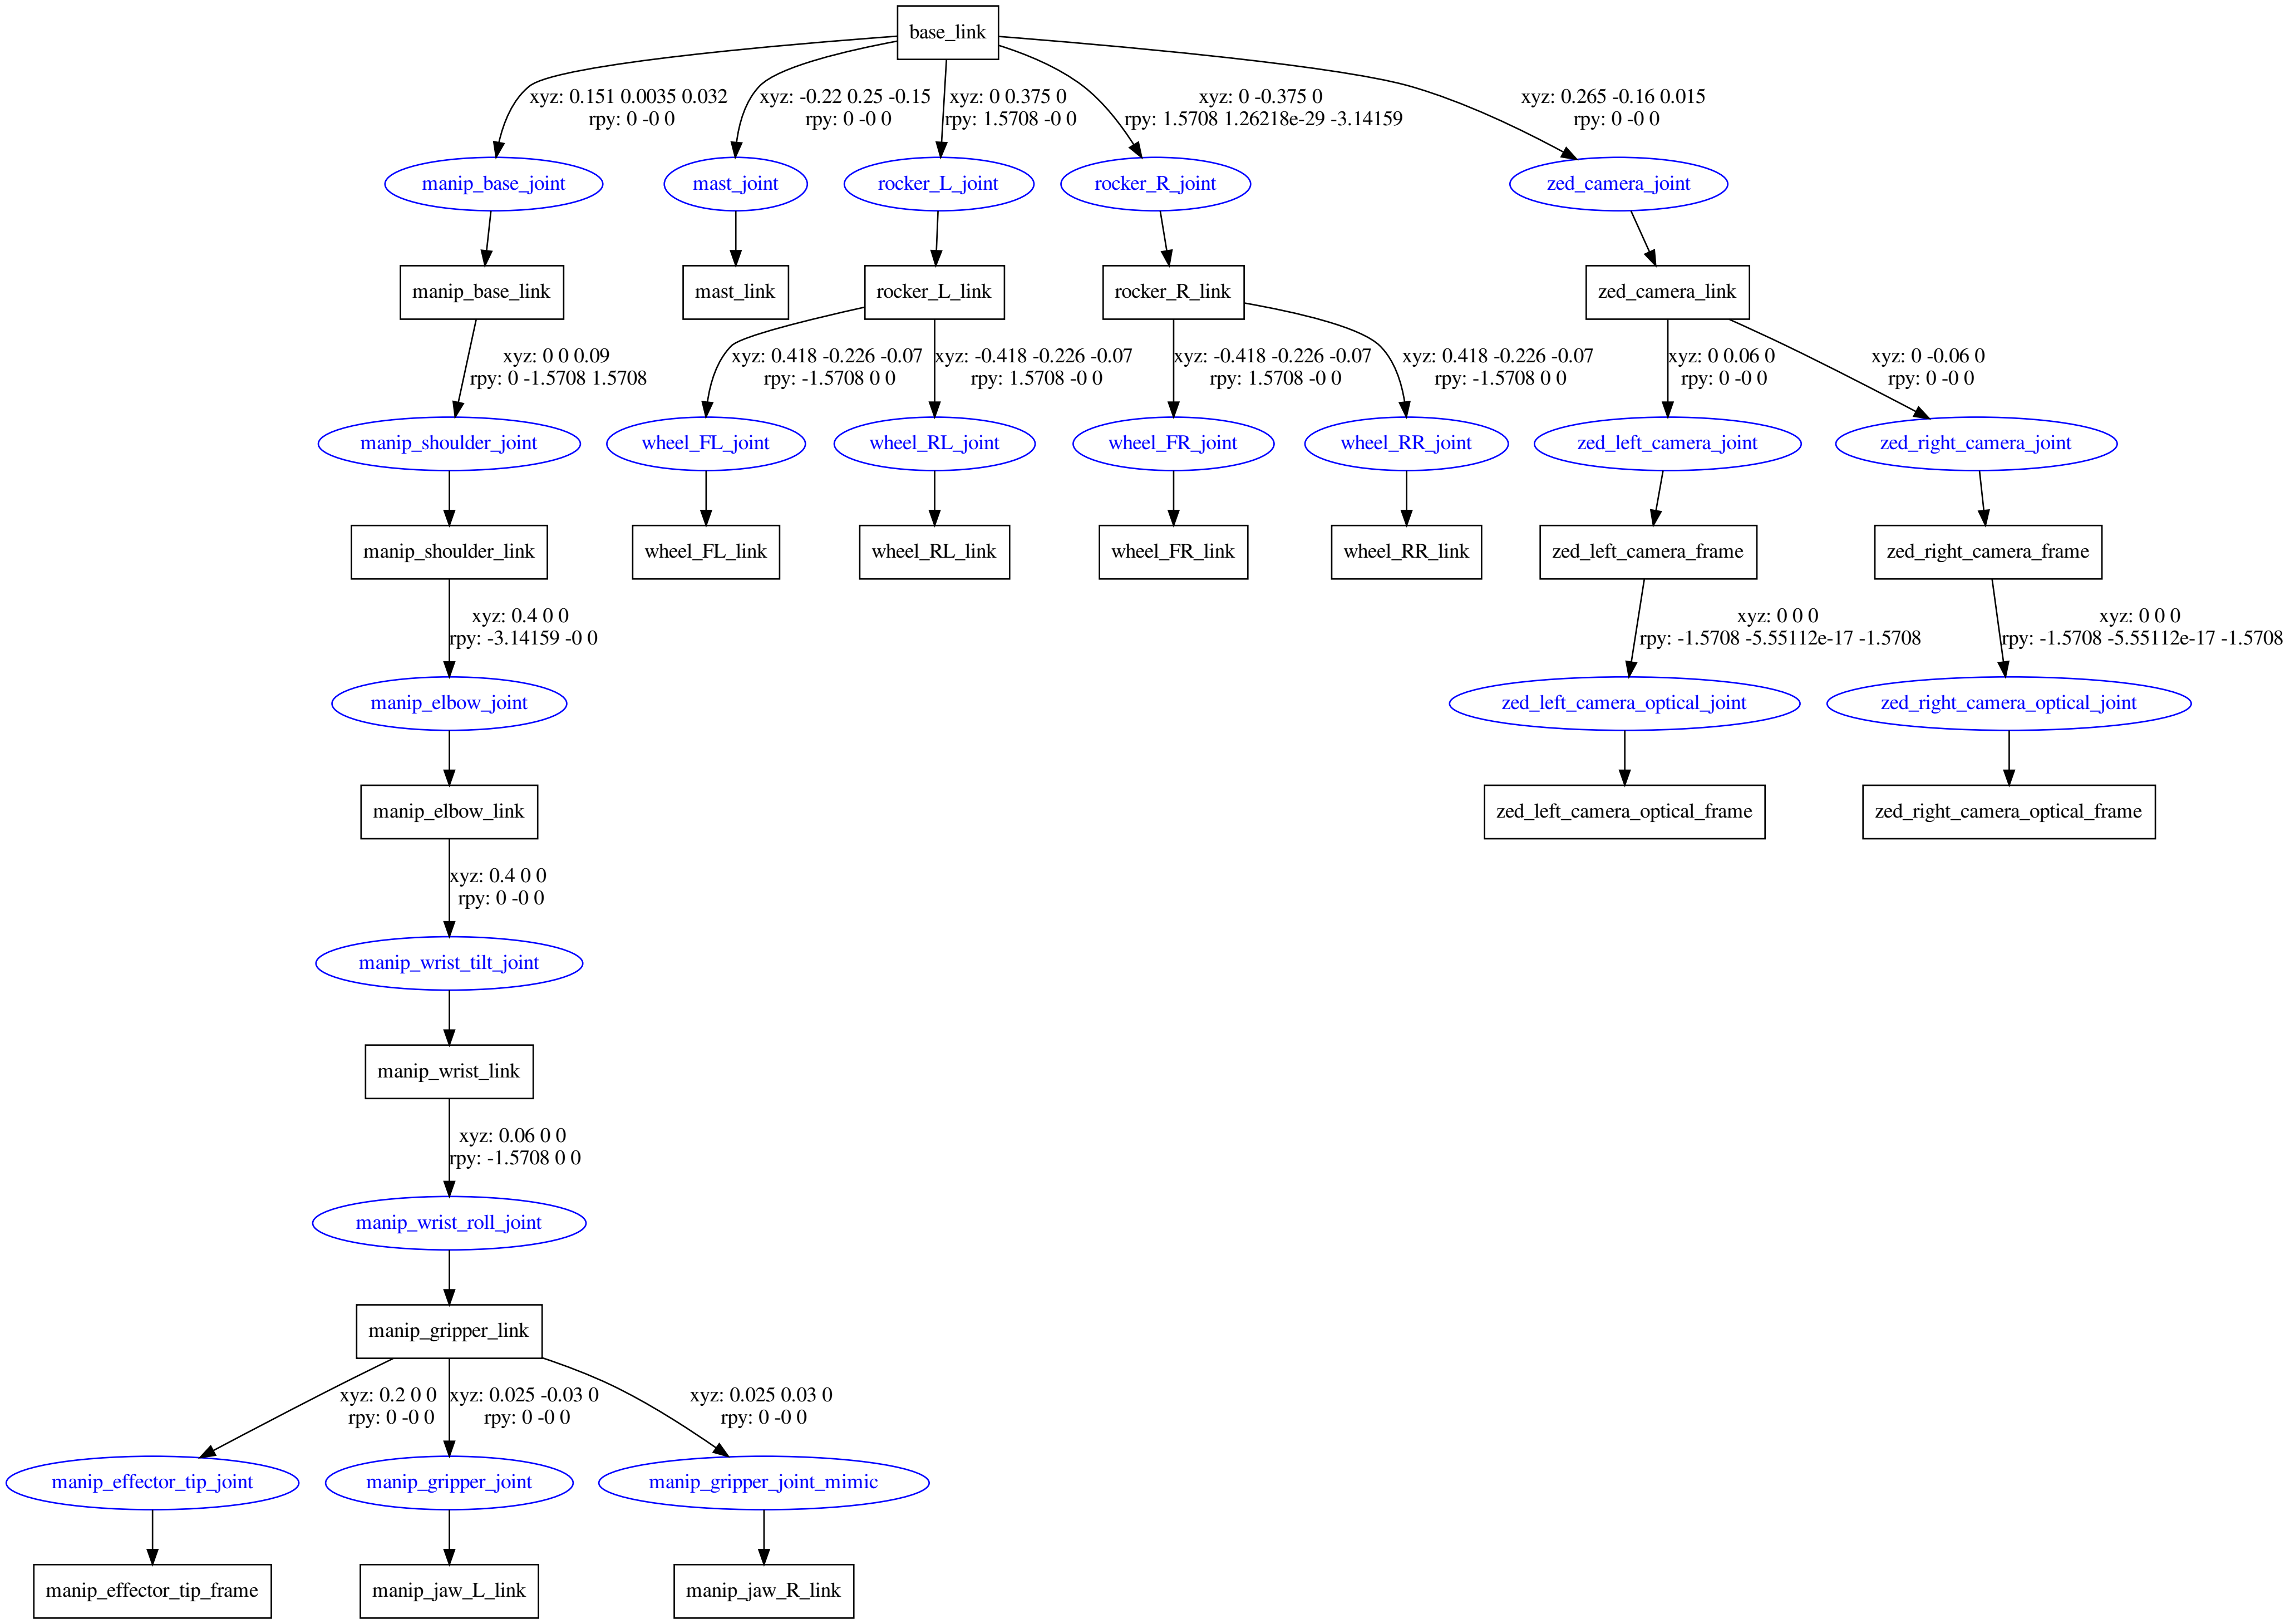 base_link
xyz: 0.151 0.0035 0.032
rpy: 0 -0 0
xyz: -0.22 0.25 -0.15
rpy: 0 -0 0
xyz: 0 0.375 0
rpy: 1.5708 -0 0
xyz: 0 -0.375 0
rpy: 1.5708 1.26218e-29 -3.14159
xyz: 0.265 -0.16 0.015
rpy: 0 -0 0
manip_base_joint
mast_joint
rocker_L_joint
rocker_R_joint
zed_camera_joint
manip_base_link
mast_link
rocker_L_link
rocker_R_link
zed_camera_link
xyz: 0 0 0.09
rpy: 0 -1.5708 1.5708
xyz: 0.418 -0.226 -0.07
rpy: -1.5708 0 0
xyz: -0.418 -0.226 -0.07
rpy: 1.5708 -0 0
xyz: -0.418 -0.226 -0.07
rpy: 1.5708 -0 0
xyz: 0.418 -0.226 -0.07
rpy: -1.5708 0 0
xyz: 0 0.06 0
rpy: 0 -0 0
xyz: 0 -0.06 0
rpy: 0 -0 0
manip_shoulder_joint
wheel_FL_joint
wheel_RL_joint
wheel_FR_joint
wheel_RR_joint
zed_left_camera_joint
zed_right_camera_joint
manip_shoulder_link
wheel_FL_link
wheel_RL_link
wheel_FR_link
wheel_RR_link
zed_left_camera_frame
zed_right_camera_frame
xyz: 0.4 0 0
rpy: -3.14159 -0 0
xyz: 0 0 0
rpy: -1.5708 -5.55112e-17 -1.5708
xyz: 0 0 0
rpy: -1.5708 -5.55112e-17 -1.5708
manip_elbow_joint
zed_left_camera_optical_joint
zed_right_camera_optical_joint
manip_elbow_link
zed_left_camera_optical_frame
zed_right_camera_optical_frame
xyz: 0.4 0 0
rpy: 0 -0 0
manip_wrist_tilt_joint
manip_wrist_link
xyz: 0.06 0 0
rpy: -1.5708 0 0
manip_wrist_roll_joint
manip_gripper_link
xyz: 0.2 0 0
rpy: 0 -0 0
xyz: 0.025 -0.03 0
rpy: 0 -0 0
xyz: 0.025 0.03 0
rpy: 0 -0 0
manip_effector_tip_joint
manip_gripper_joint
manip_gripper_joint_mimic
manip_effector_tip_frame
manip_jaw_L_link
manip_jaw_R_link